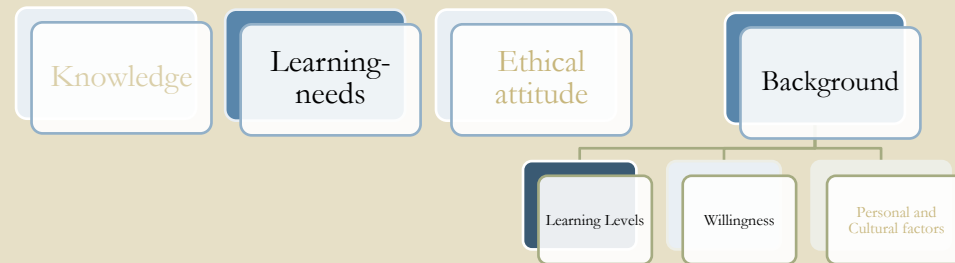 Knowledge
Learning-
needs
Ethical
attitude
Background
Learning Levels
Willingness
Personal and
Cultural factors